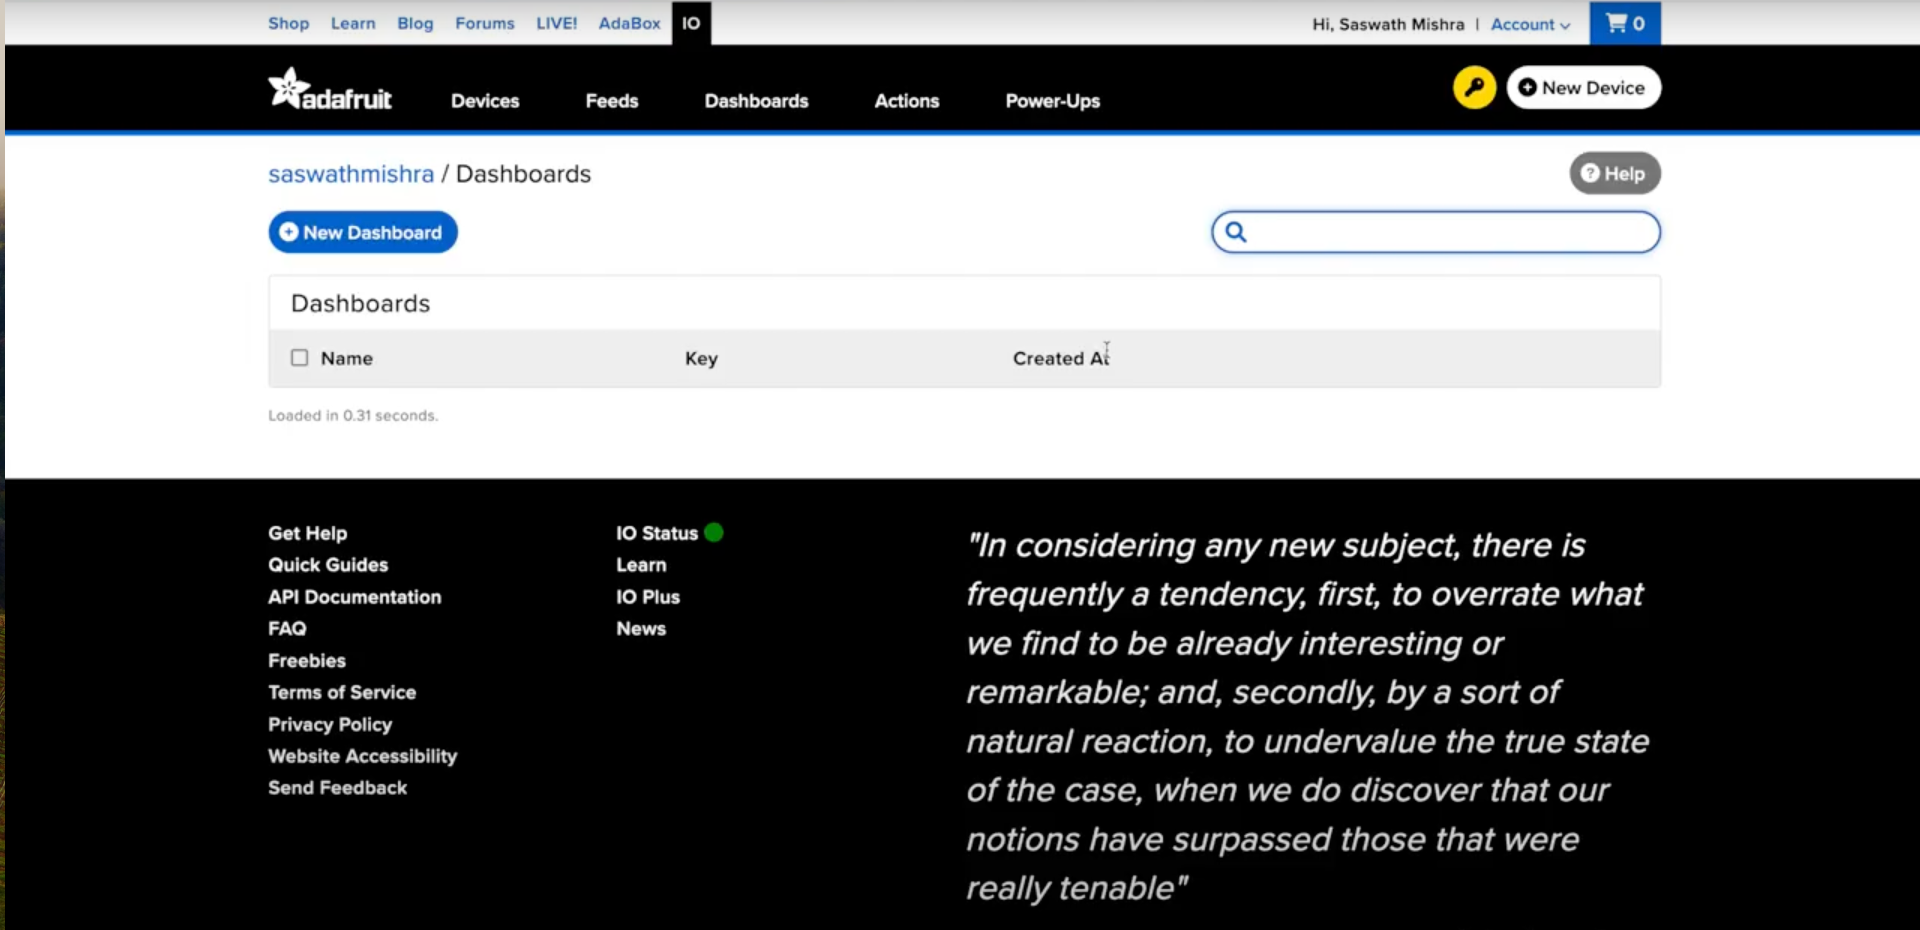 Shop Learn Blog Forums LIVE! AdaBox IO Hi, Saswath Mishra | Account 0
adafruit Devices Feeds Dashboards Actions Power-Ups New Device
saswathmishra / Dashboards Help
New Dashboard
Dashboards
Name Key Created At
Loaded in 0.31 seconds.
Get Help
Quick Guides
API Documentation
FAQ
Freebies
Terms of Service
Privacy Policy
Website Accessibility
Send Feedback
IO Status
Learn
IO Plus
News
"In considering any new subject, there is
frequently a tendency, first, to overrate what
we find to be already interesting or
remarkable; and, secondly, by a sort of
natural reaction, to undervalue the true state
of the case, when we do discover that our
notions have surpassed those that were
really tenable"